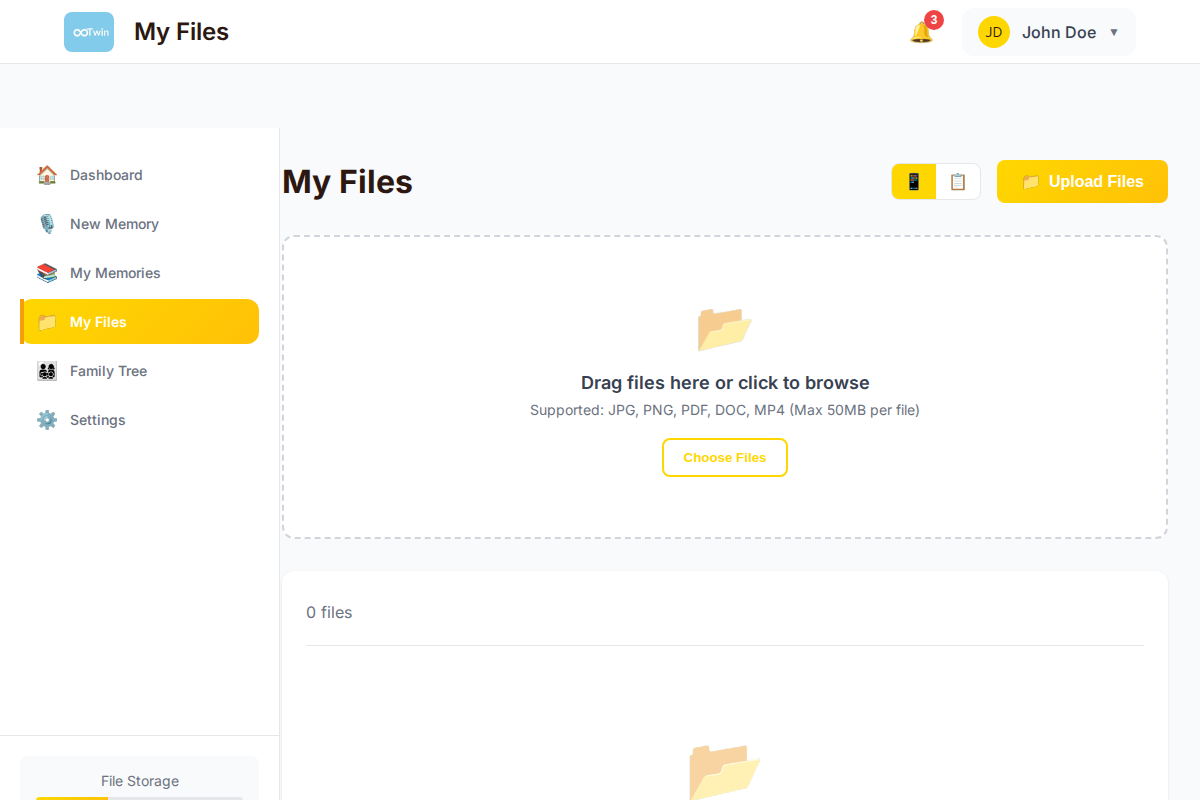 Twin
My Files
3
JD
John Doe
Dashboard
New Memory
My Memories
My Files
Family Tree
Settings
File Storage
My Files
Upload Files
Drag files here or click to browse
Supported: JPG, PNG, PDF, DOC, MP4 (Max 50MB per file)
Choose Files
0 files